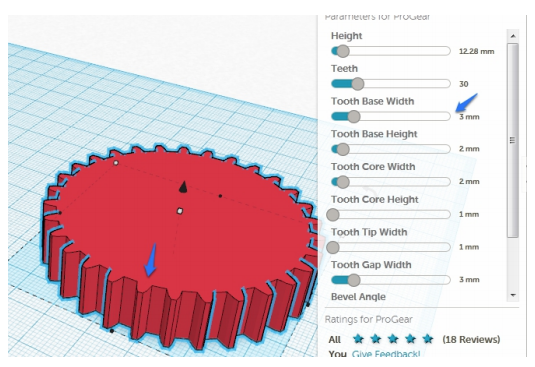 Parameters for ProGear
Height
12.28 mm
Teeth
30
Tooth Base Width
3 mm
Tooth Base Height
2 mm
Tooth Core Width
2 mm
Tooth Core Height
1 mm
Tooth Tip Width
1 mm
Tooth Gap Width
3 mm
Bevel Angle
Ratings for ProGear
All (18 Reviews)
You Give Feedback!